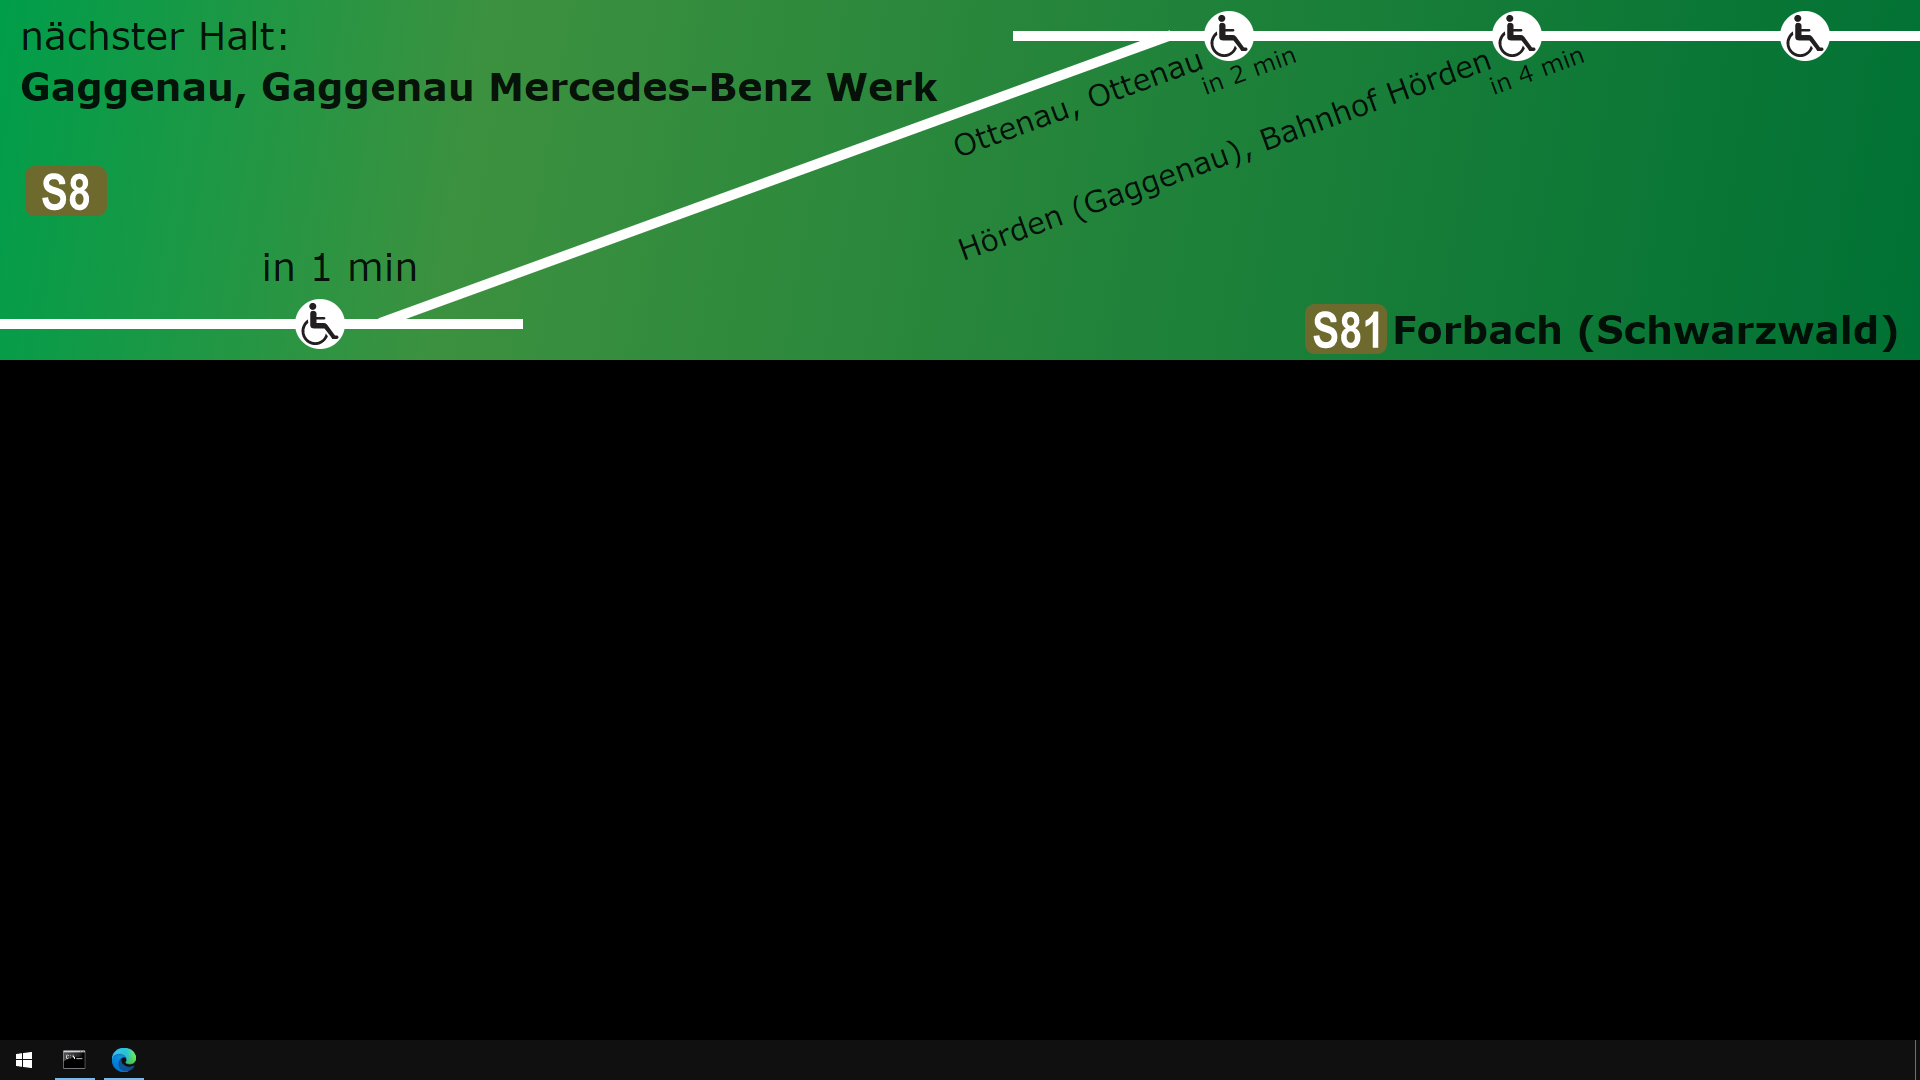 nächster Halt:
Gaggenau, Gaggenau Mercedes-Benz Werk
Ottenau, Ottenau
in 2 min
Hörden (Gaggenau), Bahnhof Hörden
in 4 min
S8
in 1 min
S81 Forbach (Schwarzwald)